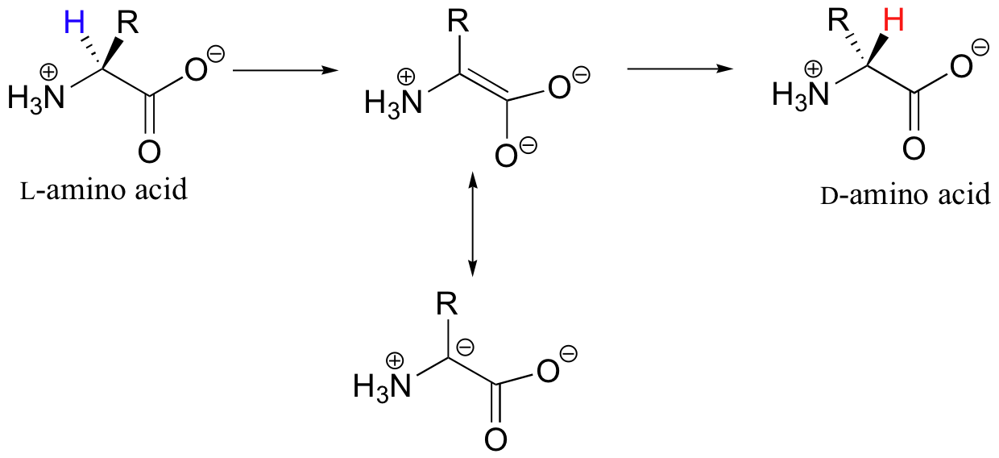 H R
H₃N⊕ O⊖
O
L-amino acid
R
H₃N⊕ O⊖
O⊖
R H
H₃N⊕ O⊖
O
D-amino acid
R
⊖
H₃N⊕ O⊖
O